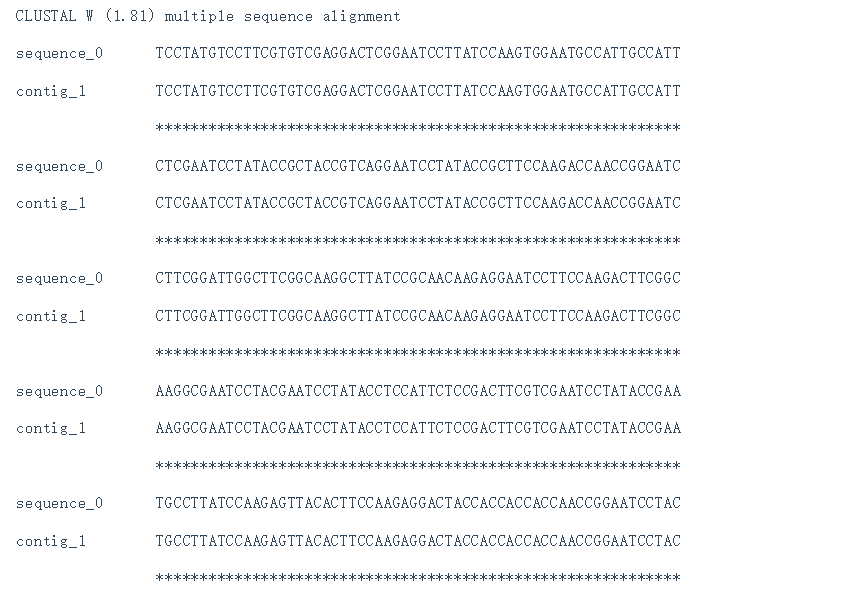 CLUSTAL W (1.81) multiple sequence alignment
sequence_0 TCCTATGTCCTTCGTGTCGAGGACTCGGAATCCTTATCCAAGTGGAATGCCATTGCCATT
contig_1 TCCTATGTCCTTCGTGTCGAGGACTCGGAATCCTTATCCAAGTGGAATGCCATTGCCATT
************************************************************
sequence_0 CTCGAATCCTATACCGCTACCGTCAGGAATCCTATACCGCTTCCAAGACCAACCGGAATC
contig_1 CTCGAATCCTATACCGCTACCGTCAGGAATCCTATACCGCTTCCAAGACCAACCGGAATC
************************************************************
sequence_0 CTTCGGATTGGCTTCGGCAAGGCTTATCCGCAACAAGAGGAATCCTTCCAAGACTTCGGC
contig_1 CTTCGGATTGGCTTCGGCAAGGCTTATCCGCAACAAGAGGAATCCTTCCAAGACTTCGGC
************************************************************
sequence_0 AAGGCGAATCCTACGAATCCTATACCTCCATTCTCCGACTTCGTCGAATCCTATACCGAA
contig_1 AAGGCGAATCCTACGAATCCTATACCTCCATTCTCCGACTTCGTCGAATCCTATACCGAA
************************************************************
sequence_0 TGCCTTATCCAAGAGTTACACTTCCAAGAGGACTACCACCACCACCAACCGGAATCCTAC
contig_1 TGCCTTATCCAAGAGTTACACTTCCAAGAGGACTACCACCACCACCAACCGGAATCCTAC
************************************************************